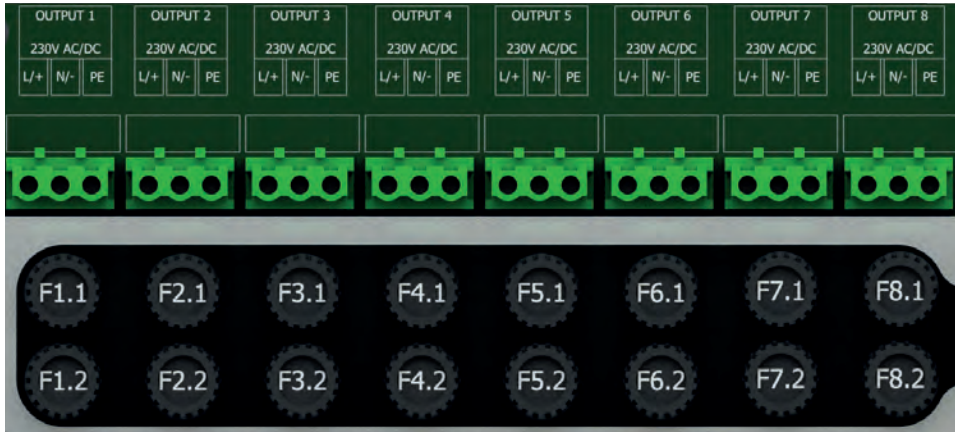 OUTPUT 1 OUTPUT 2 OUTPUT 3 OUTPUT 4 OUTPUT 5 OUTPUT 6 OUTPUT 7 OUTPUT 8
230V AC/DC 230V AC/DC 230V AC/DC 230V AC/DC 230V AC/DC 230V AC/DC 230V AC/DC 230V AC/DC
L/+ N/- PE L/+ N/- PE L/+ N/- PE L/+ N/- PE L/+ N/- PE L/+ N/- PE L/+ N/- PE L/+ N/- PE
F1.1 F2.1 F3.1 F4.1 F5.1 F6.1 F7.1 F8.1
F1.2 F2.2 F3.2 F4.2 F5.2 F6.2 F7.2 F8.2